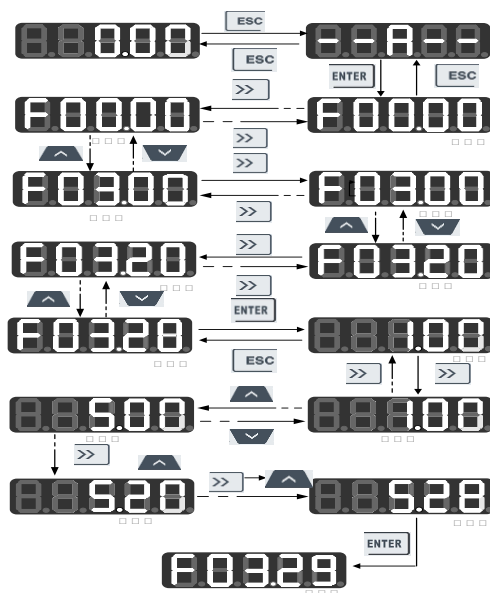 ESC
0.00 --A--
ESC
ENTER ESC
>>
F00.00 F00.00
>>
>>
F03.00 F03.00
>>
>>
F03.20 F03.20
>>
ENTER
F03.20 1.00
ESC
>> >>
5.00 1.00
>>
5.20 >> 5.28
ENTER
F03.29